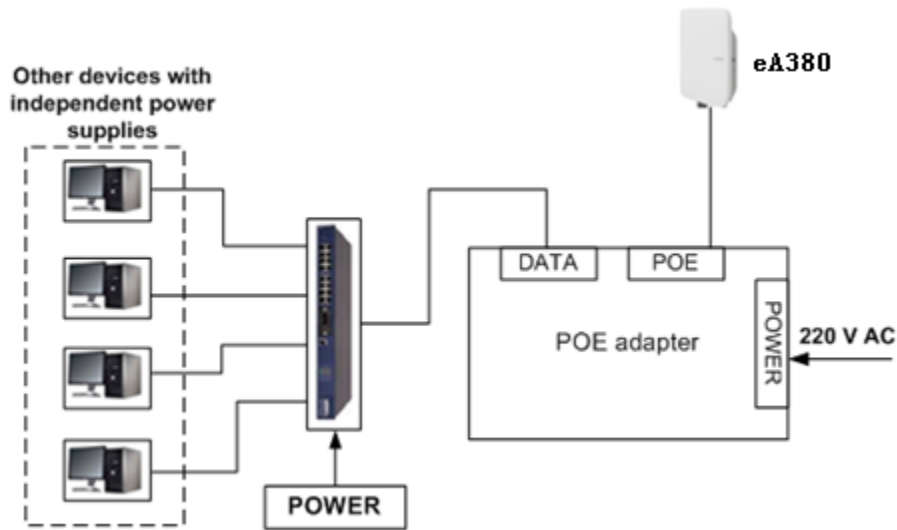 Other devices with
independent power
supplies
eA380
DATA
POE
POE adapter
POWER
220 V AC
POWER